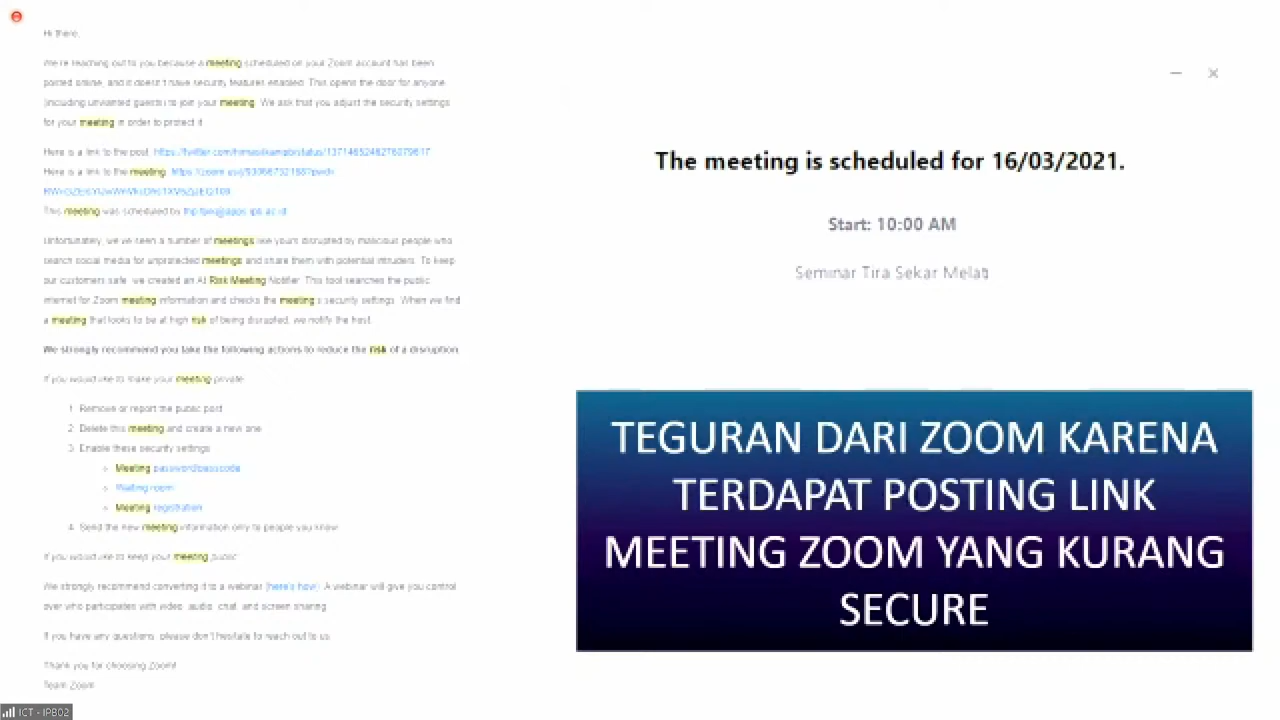 Hi there,
We're reaching out to you because a meeting scheduled on your Zoom account has been
posted online, and it doesn't have security features enabled. This opens the door for anyone
(including unwanted guests) to join your meeting. We ask that you adjust the security settings
for your meeting in order to protect it.
Here is a link to the post:
Here is a link to the meeting:
This meeting was scheduled by
Unfortunately, we've seen a number of meetings like yours disrupted by malicious people who
search social media for unprotected meetings and share them with potential intruders. To keep
our customers safe, we created an At Risk Meeting Notifier. This tool searches the public
internet for Zoom meeting information and checks the meeting's security settings. When we find
a meeting that looks to be at high risk of being disrupted, we notify the host.
We strongly recommend you take the following actions to reduce the risk of a disruption.
If you would like to make your meeting private:
1. Remove or report the public post
2. Delete this meeting and create a new one
3. Enable these security settings
Meeting password/passcode
Waiting room
Meeting registration
4. Send the new meeting information only to people you know
If you would like to keep your meeting public:
We strongly recommend converting it to a webinar (here's how). A webinar will give you control
over who participates with video, audio, chat, and screen sharing.
If you have any questions, please don't hesitate to reach out to us.
Thank you for choosing Zoom!
Team Zoom
ICT - IPB02
The meeting is scheduled for 16/03/2021.
Start: 10:00 AM
Seminar Tira Sekar Melati
TEGURAN DARI ZOOM KARENA
TERDAPAT POSTING LINK
MEETING ZOOM YANG KURANG
SECURE